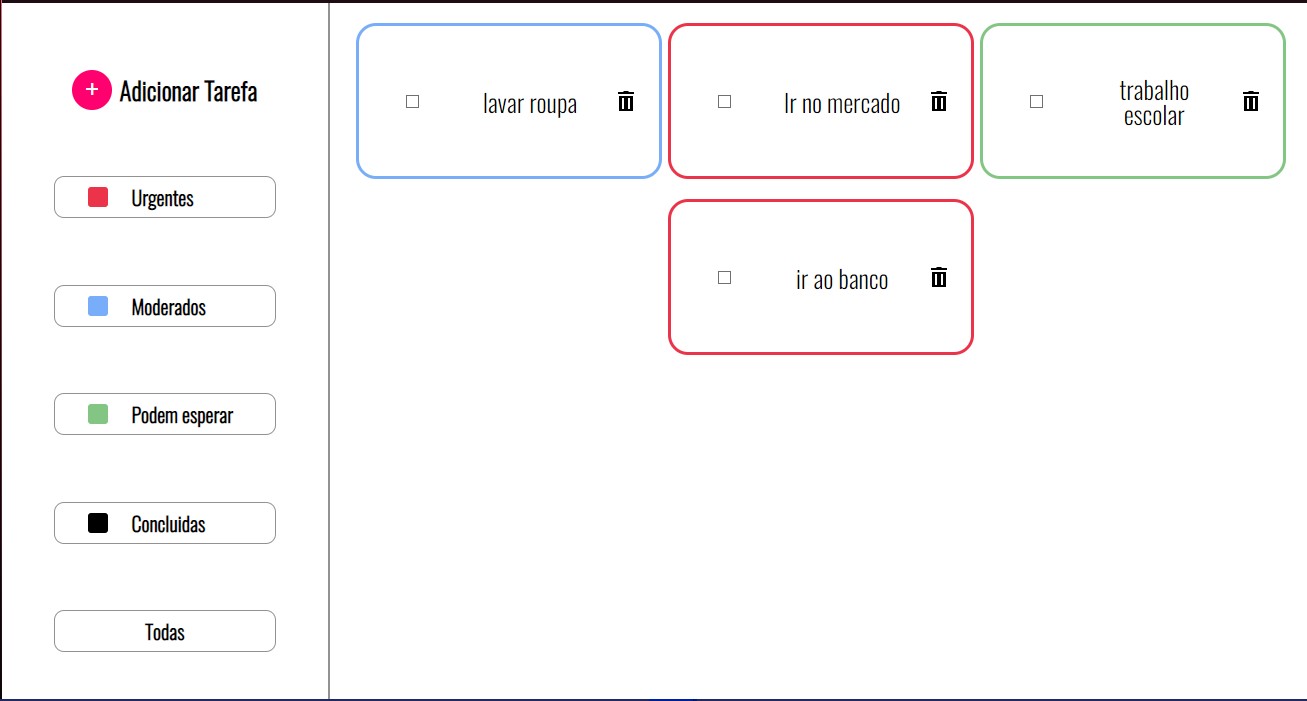 + Adicionar Tarefa
Urgentes
Moderados
Podem esperar
Concluidas
Todas
lavar roupa
Ir no mercado
trabalho
escolar
ir ao banco